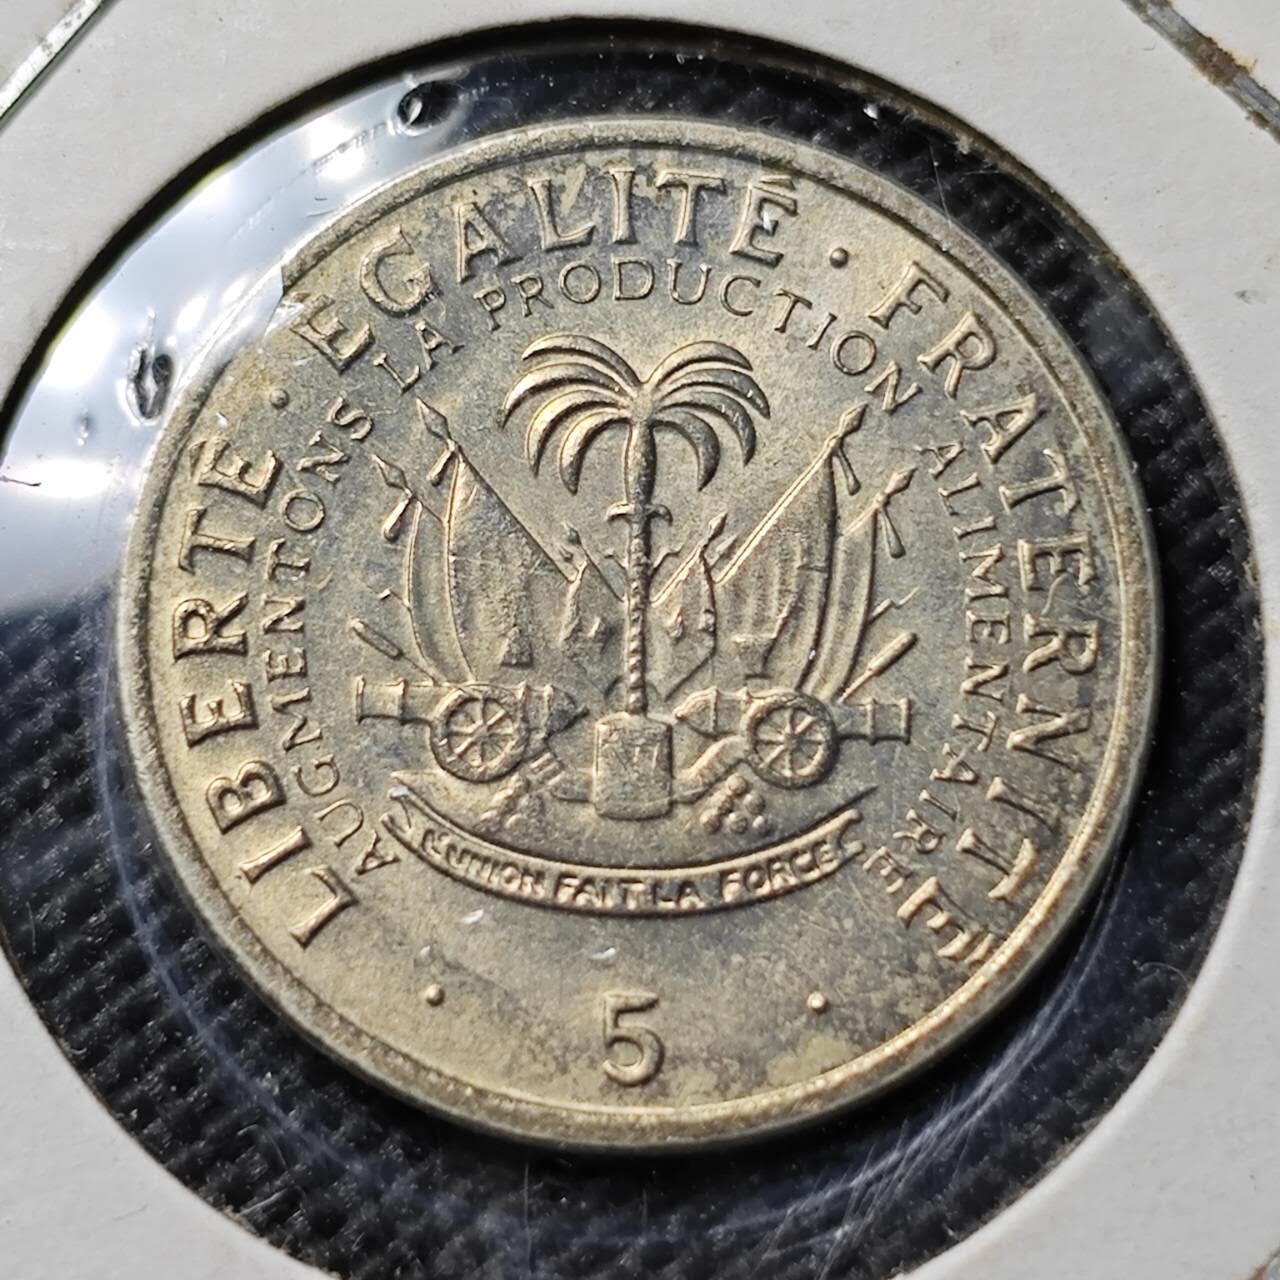 LIBERTÉ · EGALITÉ · FRATERNITÉ
AUGMENTONS LA PRODUCTION ALIMENTAIRE
L'UNION FAIT LA FORCE
· 5 ·